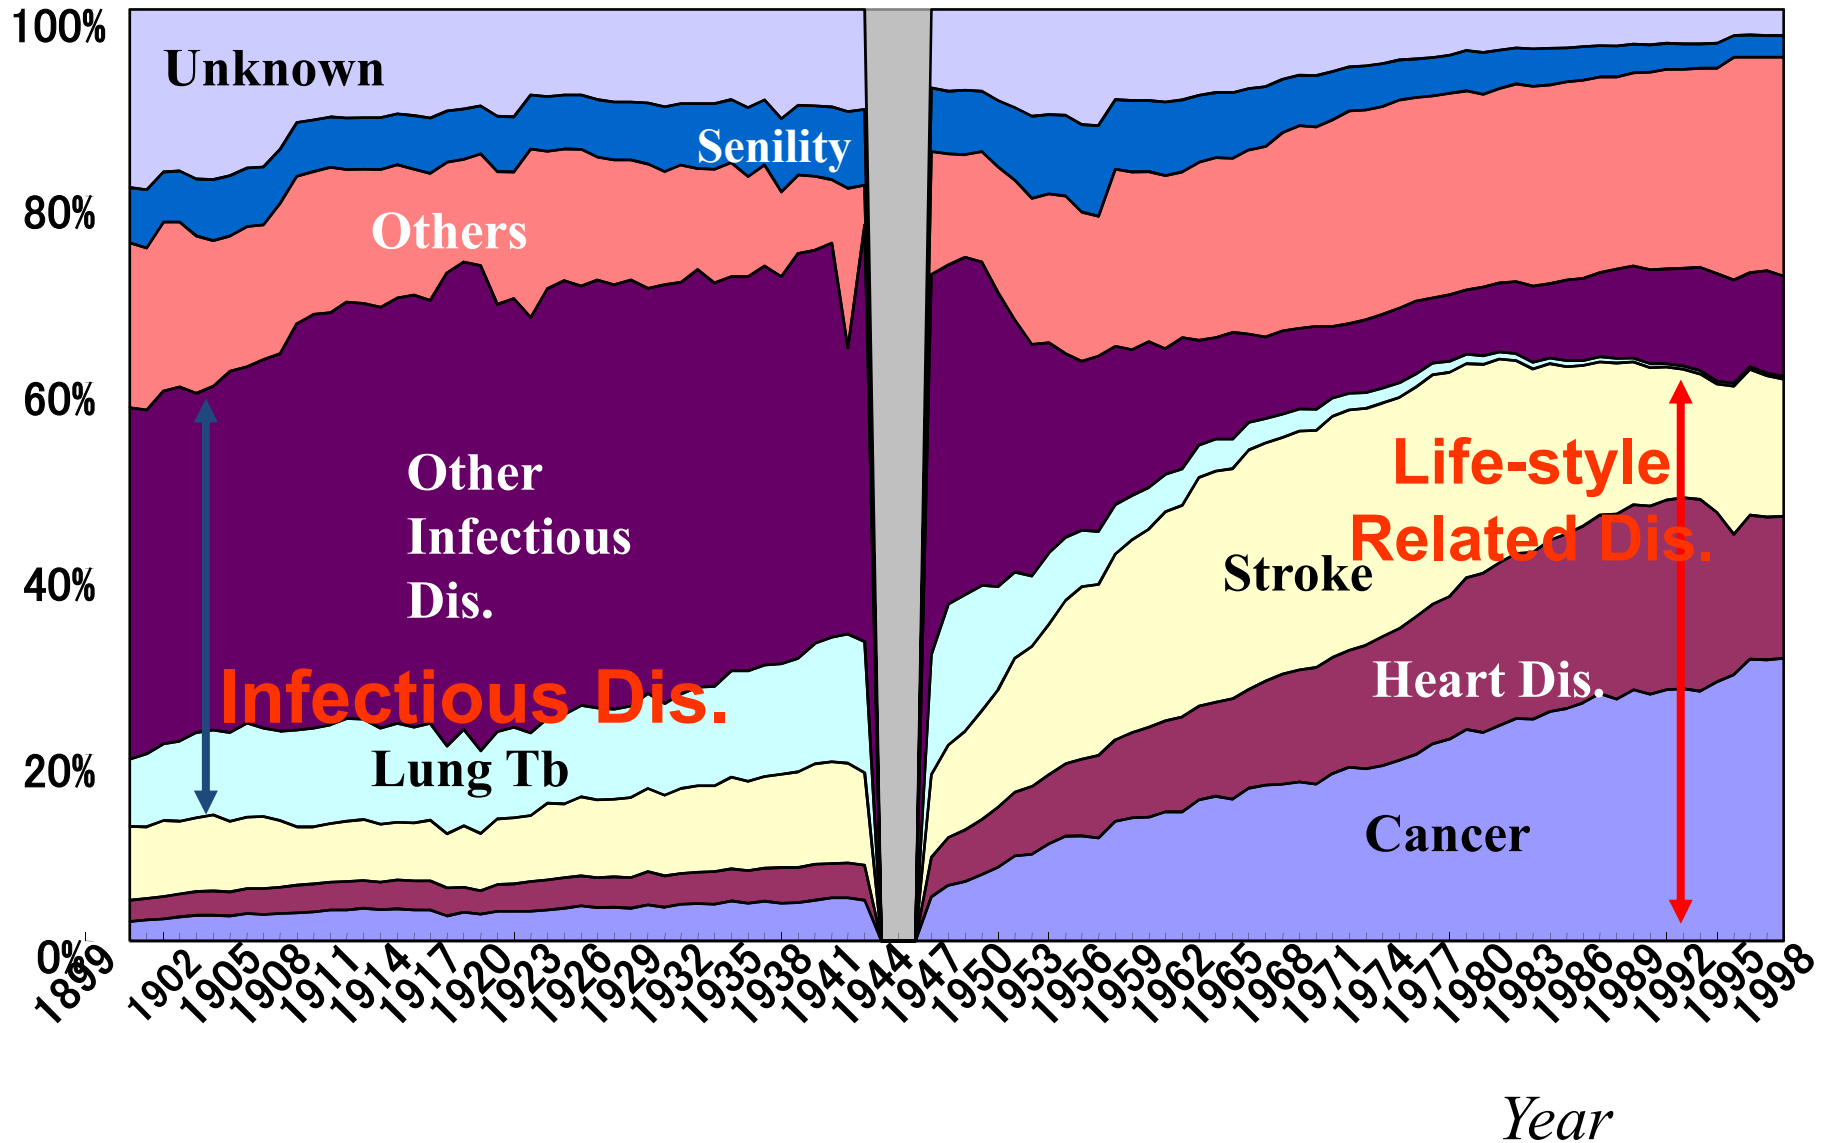 100%
Unknown
Senility
80%
Others
60%
Life-style
Other
Related Dis.
Infectious
Stroke
40%
Dis.
Infectious Dis.
Heart Dis.
20%
Lung Tb
Cancer
0%
1899 1902 1905 1908 1911 1914 1917 1920 1923 1926 1929 1932 1935 1938 1941 1944 1947 1950 1953 1956 1959 1962 1965 1968 1971 1974 1977 1980 1983 1986 1989 1992 1995 1998
Year